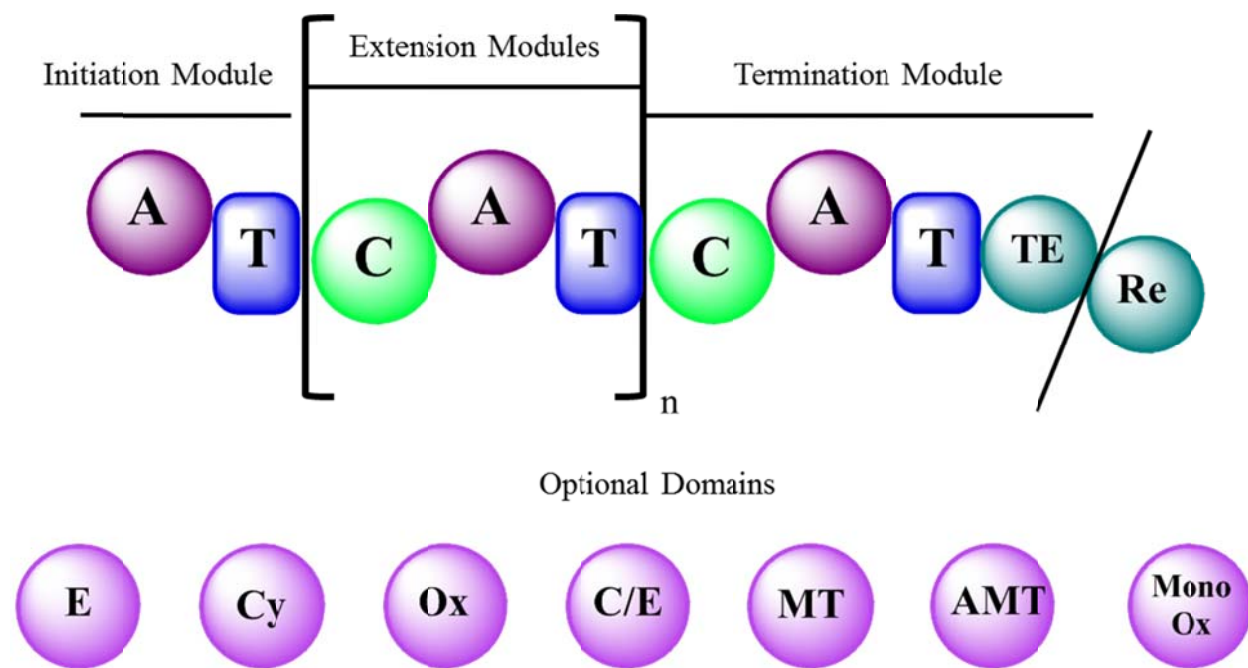 Extension Modules
Initiation Module
Termination Module
A T C A T C A T TE Re
n
Optional Domains
E Cy Ox C/E MT AMT Mono
Ox